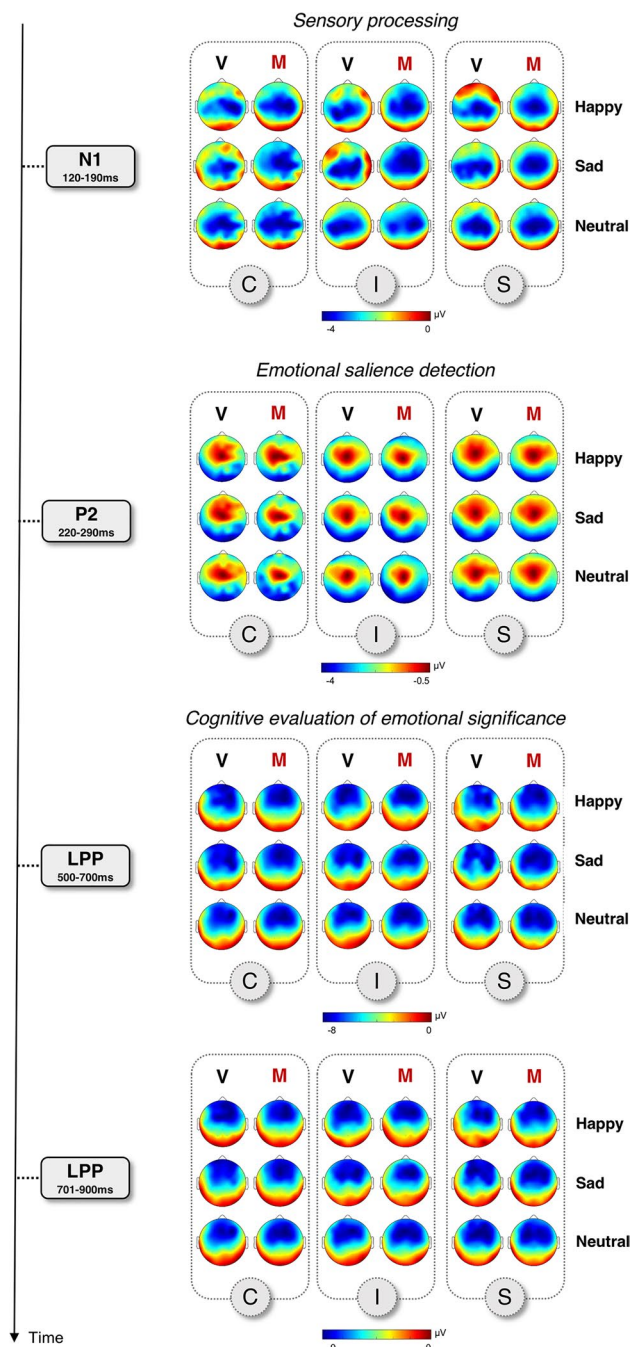 Sensory processing
V M V M V M
Happy
N1
120-190ms
Sad
Neutral
C I S
µV
-4 0
Emotional salience detection
V M V M V M
Happy
P2
220-290ms
Sad
Neutral
C I S
µV
-4 -0.5
Cognitive evaluation of emotional significance
V M V M V M
Happy
LPP
500-700ms
Sad
Neutral
C I S
µV
-8 0
V M V M V M
Happy
LPP
701-900ms
Sad
Neutral
C I S
Time
µV